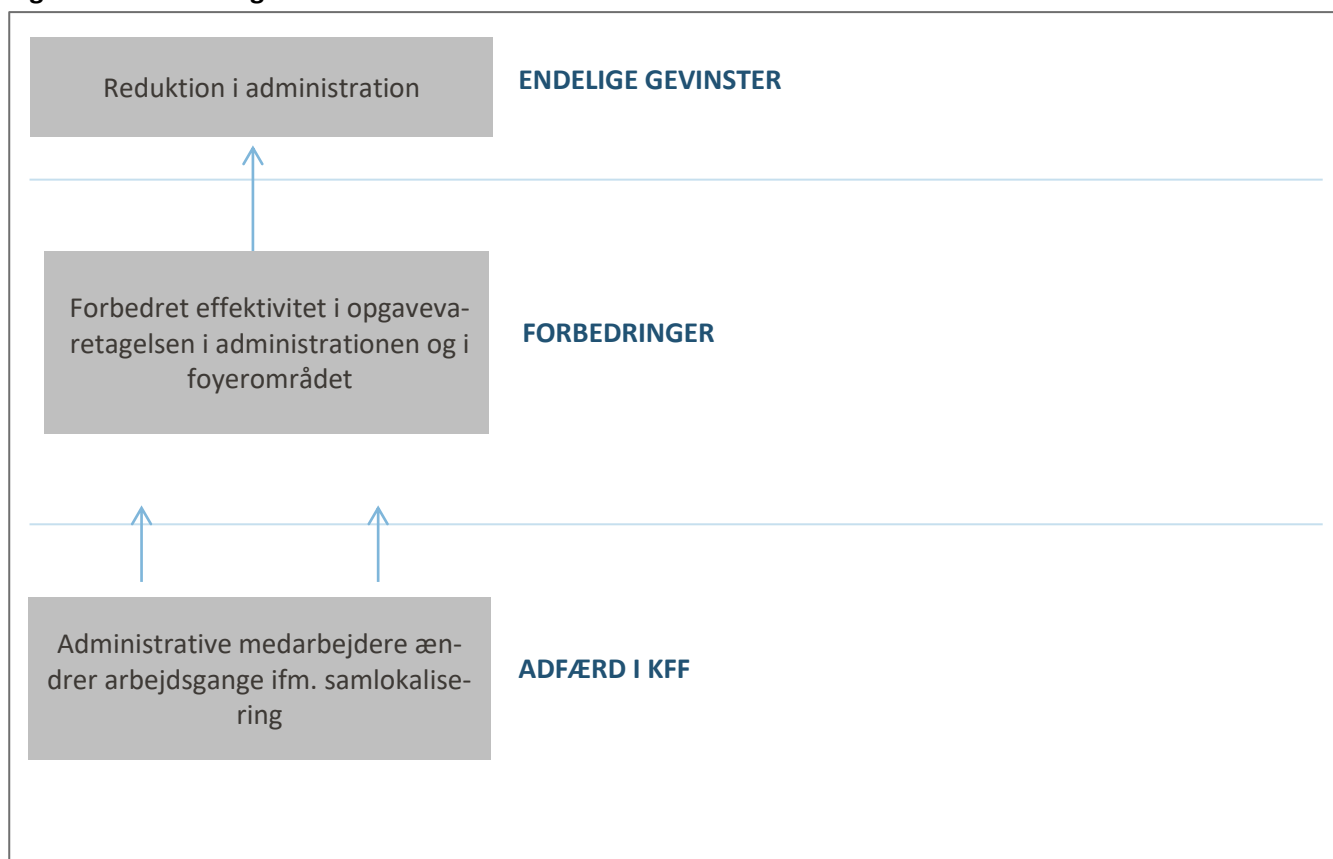 Reduktion i administration
ENDELIGE GEVINSTER
Forbedret effektivitet i opgaveva-
retagelsen i administrationen og i
foyerområdet
FORBEDRINGER
Administrative medarbejdere æn-
drer arbejdsgange ifm. samlokalise-
ring
ADFÆRD I KFF